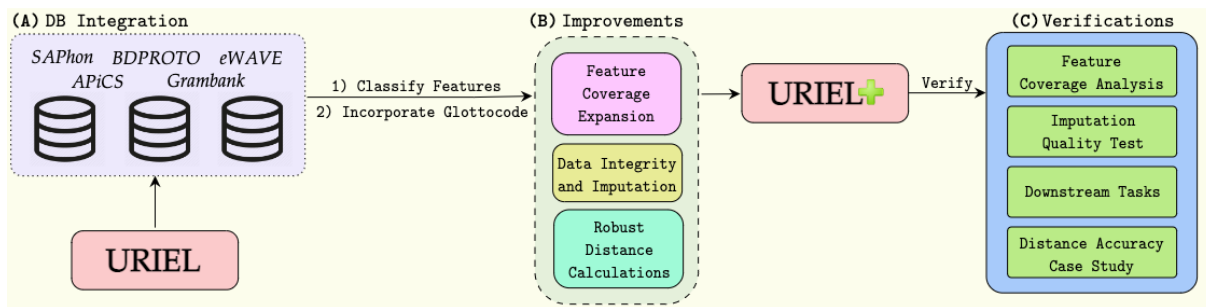 (A) DB Integration
SAPhon BDPROTO eWAVE
APiCS Grambank
URIEL
1) Classify Features
2) Incorporate Glottocode
(B) Improvements
Feature
Coverage
Expansion
Data Integrity
and Imputation
Robust
Distance
Calculations
URIEL+
Verify
(C) Verifications
Feature
Coverage Analysis
Imputation
Quality Test
Downstream Tasks
Distance Accuracy
Case Study